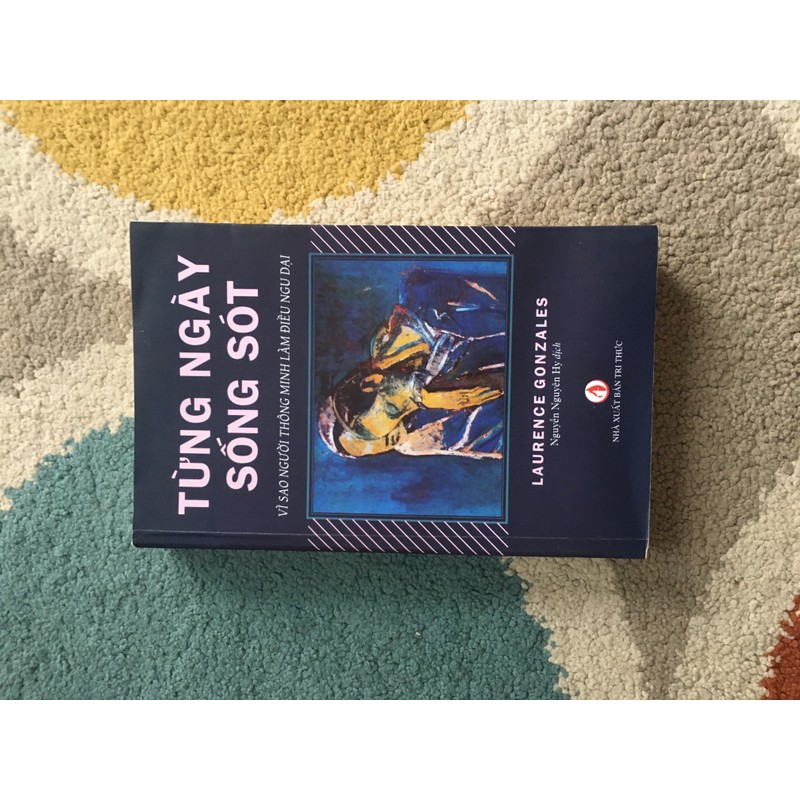 TỪNG NGÀY
SỐNG SÓT
VÌ SAO NGƯỜI THÔNG MINH LÀM ĐIỀU NGU DẠI
LAURENCE GONZALES
Nguyễn Nguyên Hy dịch
NHÀ XUẤT BẢN TRI THỨC